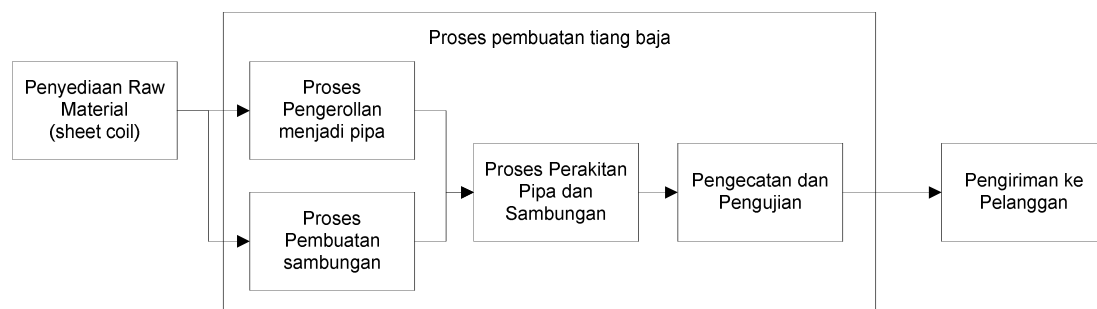 Proses pembuatan tiang baja
Penyediaan Raw
Material
(sheet coil)
Proses
Pengerollan
menjadi pipa
Proses
Pembuatan
sambungan
Proses Perakitan
Pipa dan
Sambungan
Pengecatan dan
Pengujian
Pengiriman ke
Pelanggan